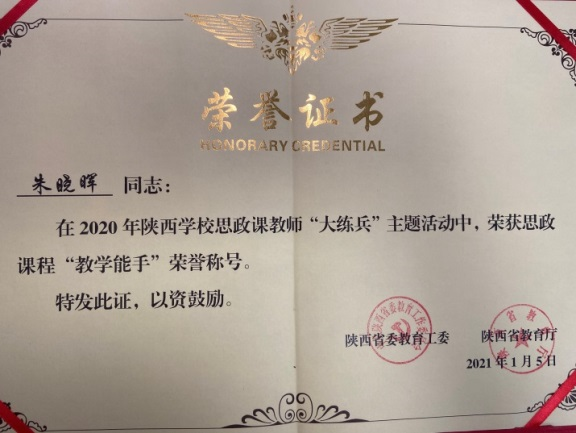 荣誉证书
HONORARY CREDENTIAL
朱晓晖 同志：
在 2020 年陕西学校思政课教师“大练兵”主题活动中，荣获思政
课程“教学能手”荣誉称号。
特发此证，以资鼓励。
陕西省委教育工委 陕西省教育厅
2021 年 1 月 5 日